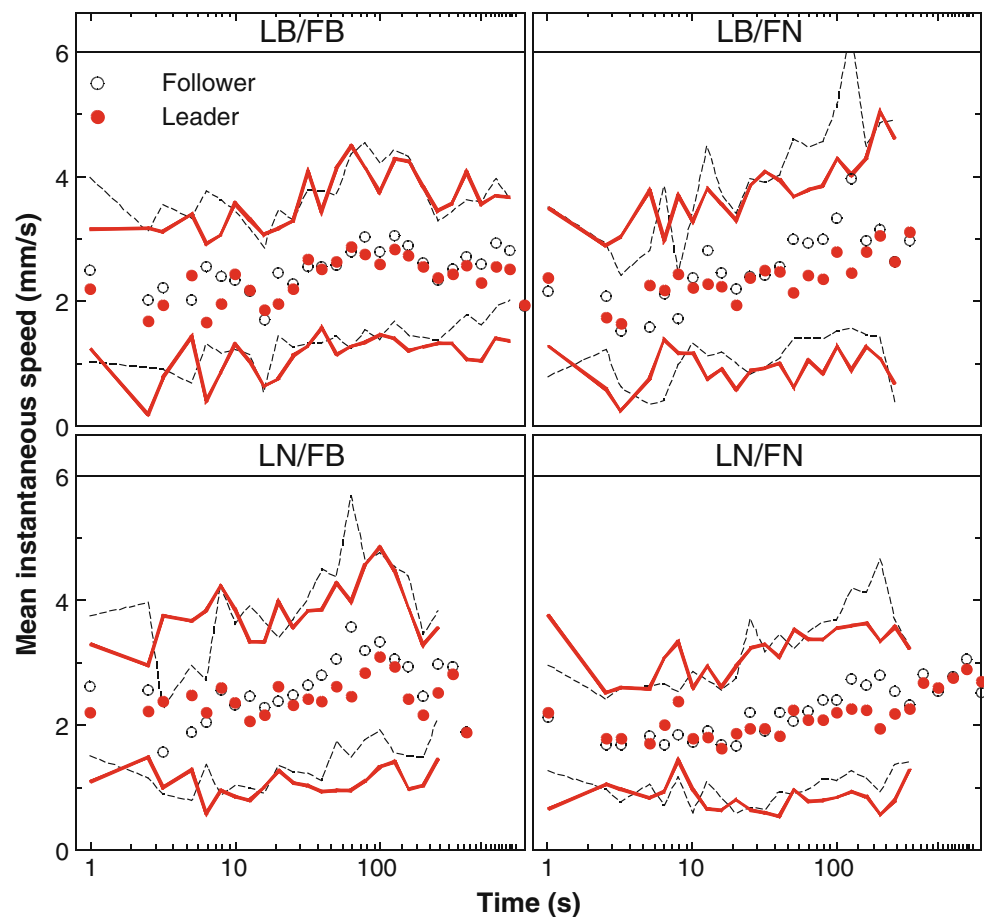 LB/FB
LB/FN
6
Follower
Leader
4
2
0
Mean instantaneous speed (mm/s)
LN/FB
LN/FN
6
4
2
0
1
10
100
1
10
100
Time (s)